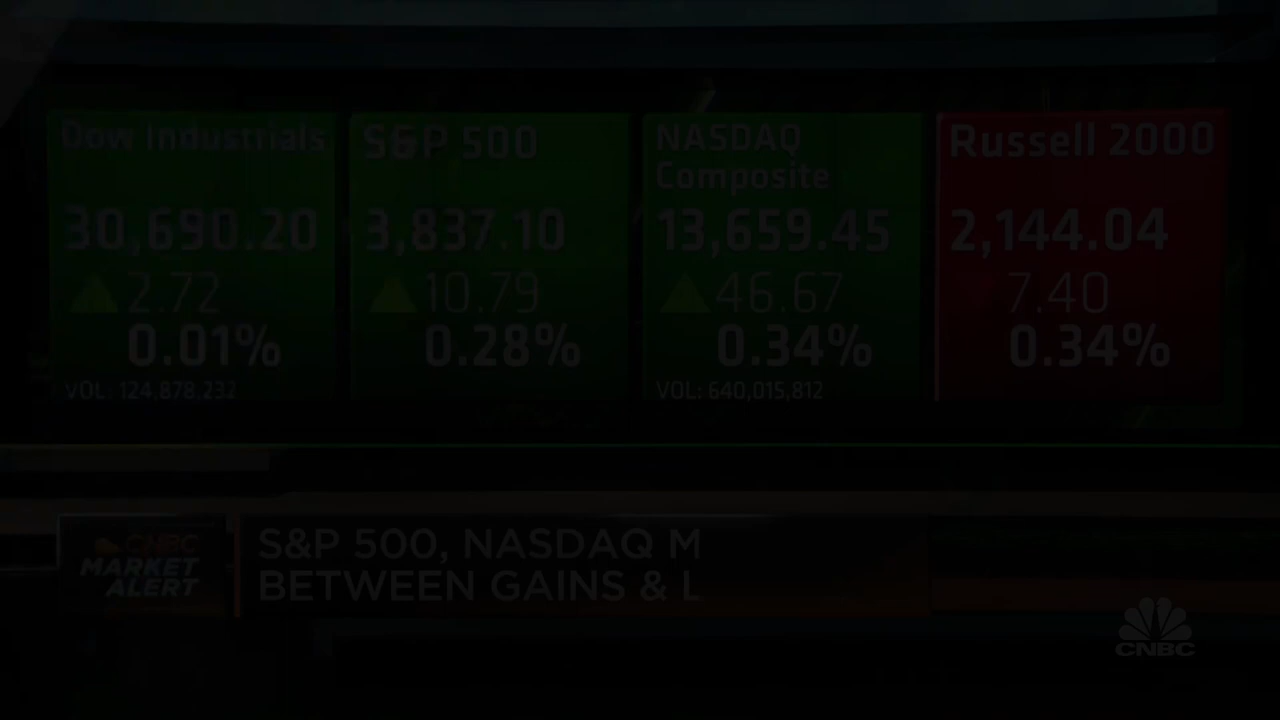 Dow Industrials
30,690.20
2.72
0.01%
VOL: 124,878,232
S&P 500
3,837.10
10.79
0.28%
NASDAQ
Composite
13,659.45
46.67
0.34%
VOL: 640,015,812
Russell 2000
2,144.04
7.40
0.34%
CNBC
MARKET
ALERT
S&P 500, NASDAQ M
BETWEEN GAINS & L
CNBC